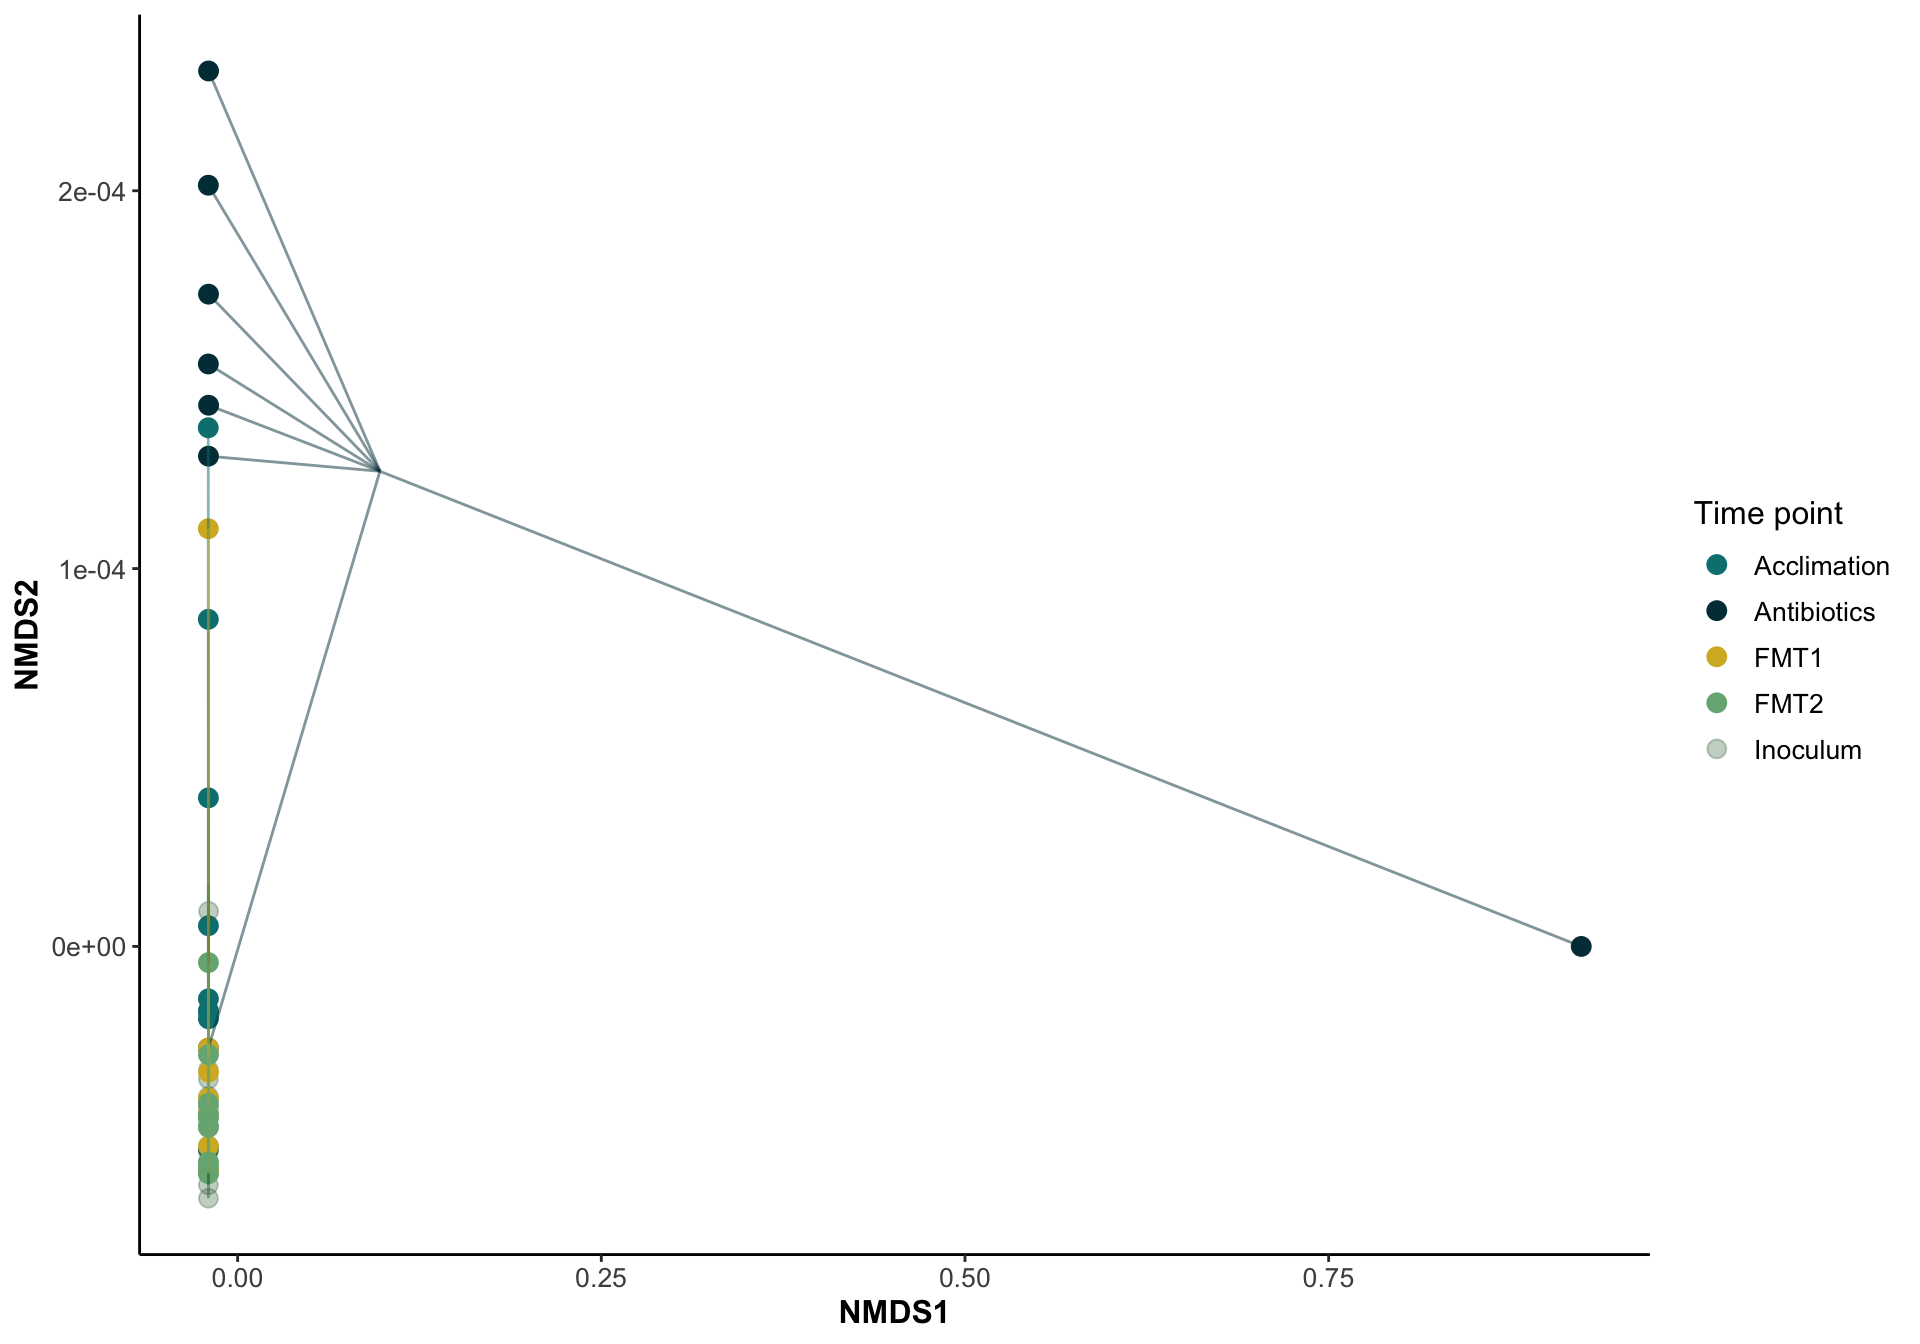 2e-04
1e-04
0e+00
NMDS2
0.00
0.25
0.50
0.75
NMDS1
Time point
Acclimation
Antibiotics
FMT1
FMT2
Inoculum